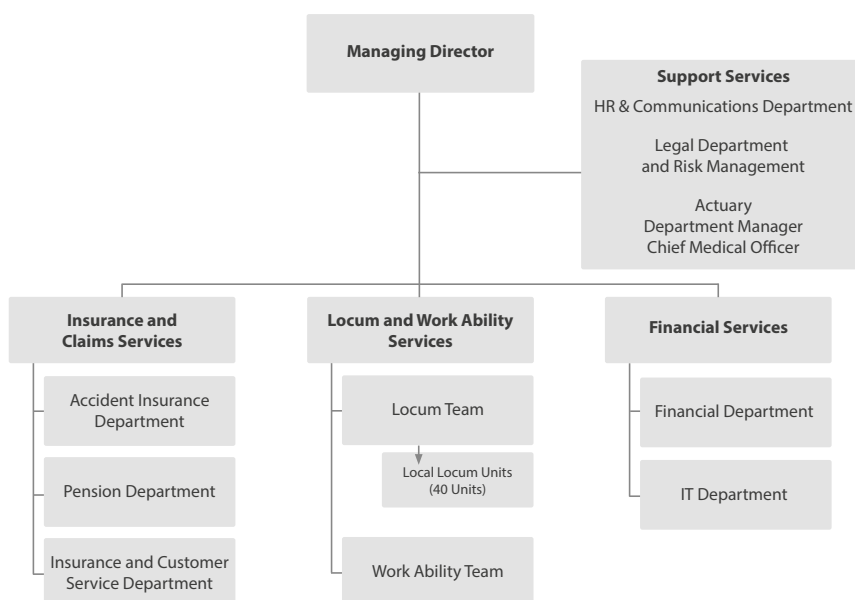 Managing Director
Support Services
HR & Communications Department
Legal Department
and Risk Management
Actuary
Department Manager
Chief Medical Officer
Insurance and
Claims Services
Accident Insurance
Department
Pension Department
Insurance and Customer
Service Department
Locum and Work Ability
Services
Locum Team
Local Locum Units
(40 Units)
Work Ability Team
Financial Services
Financial Department
IT Department